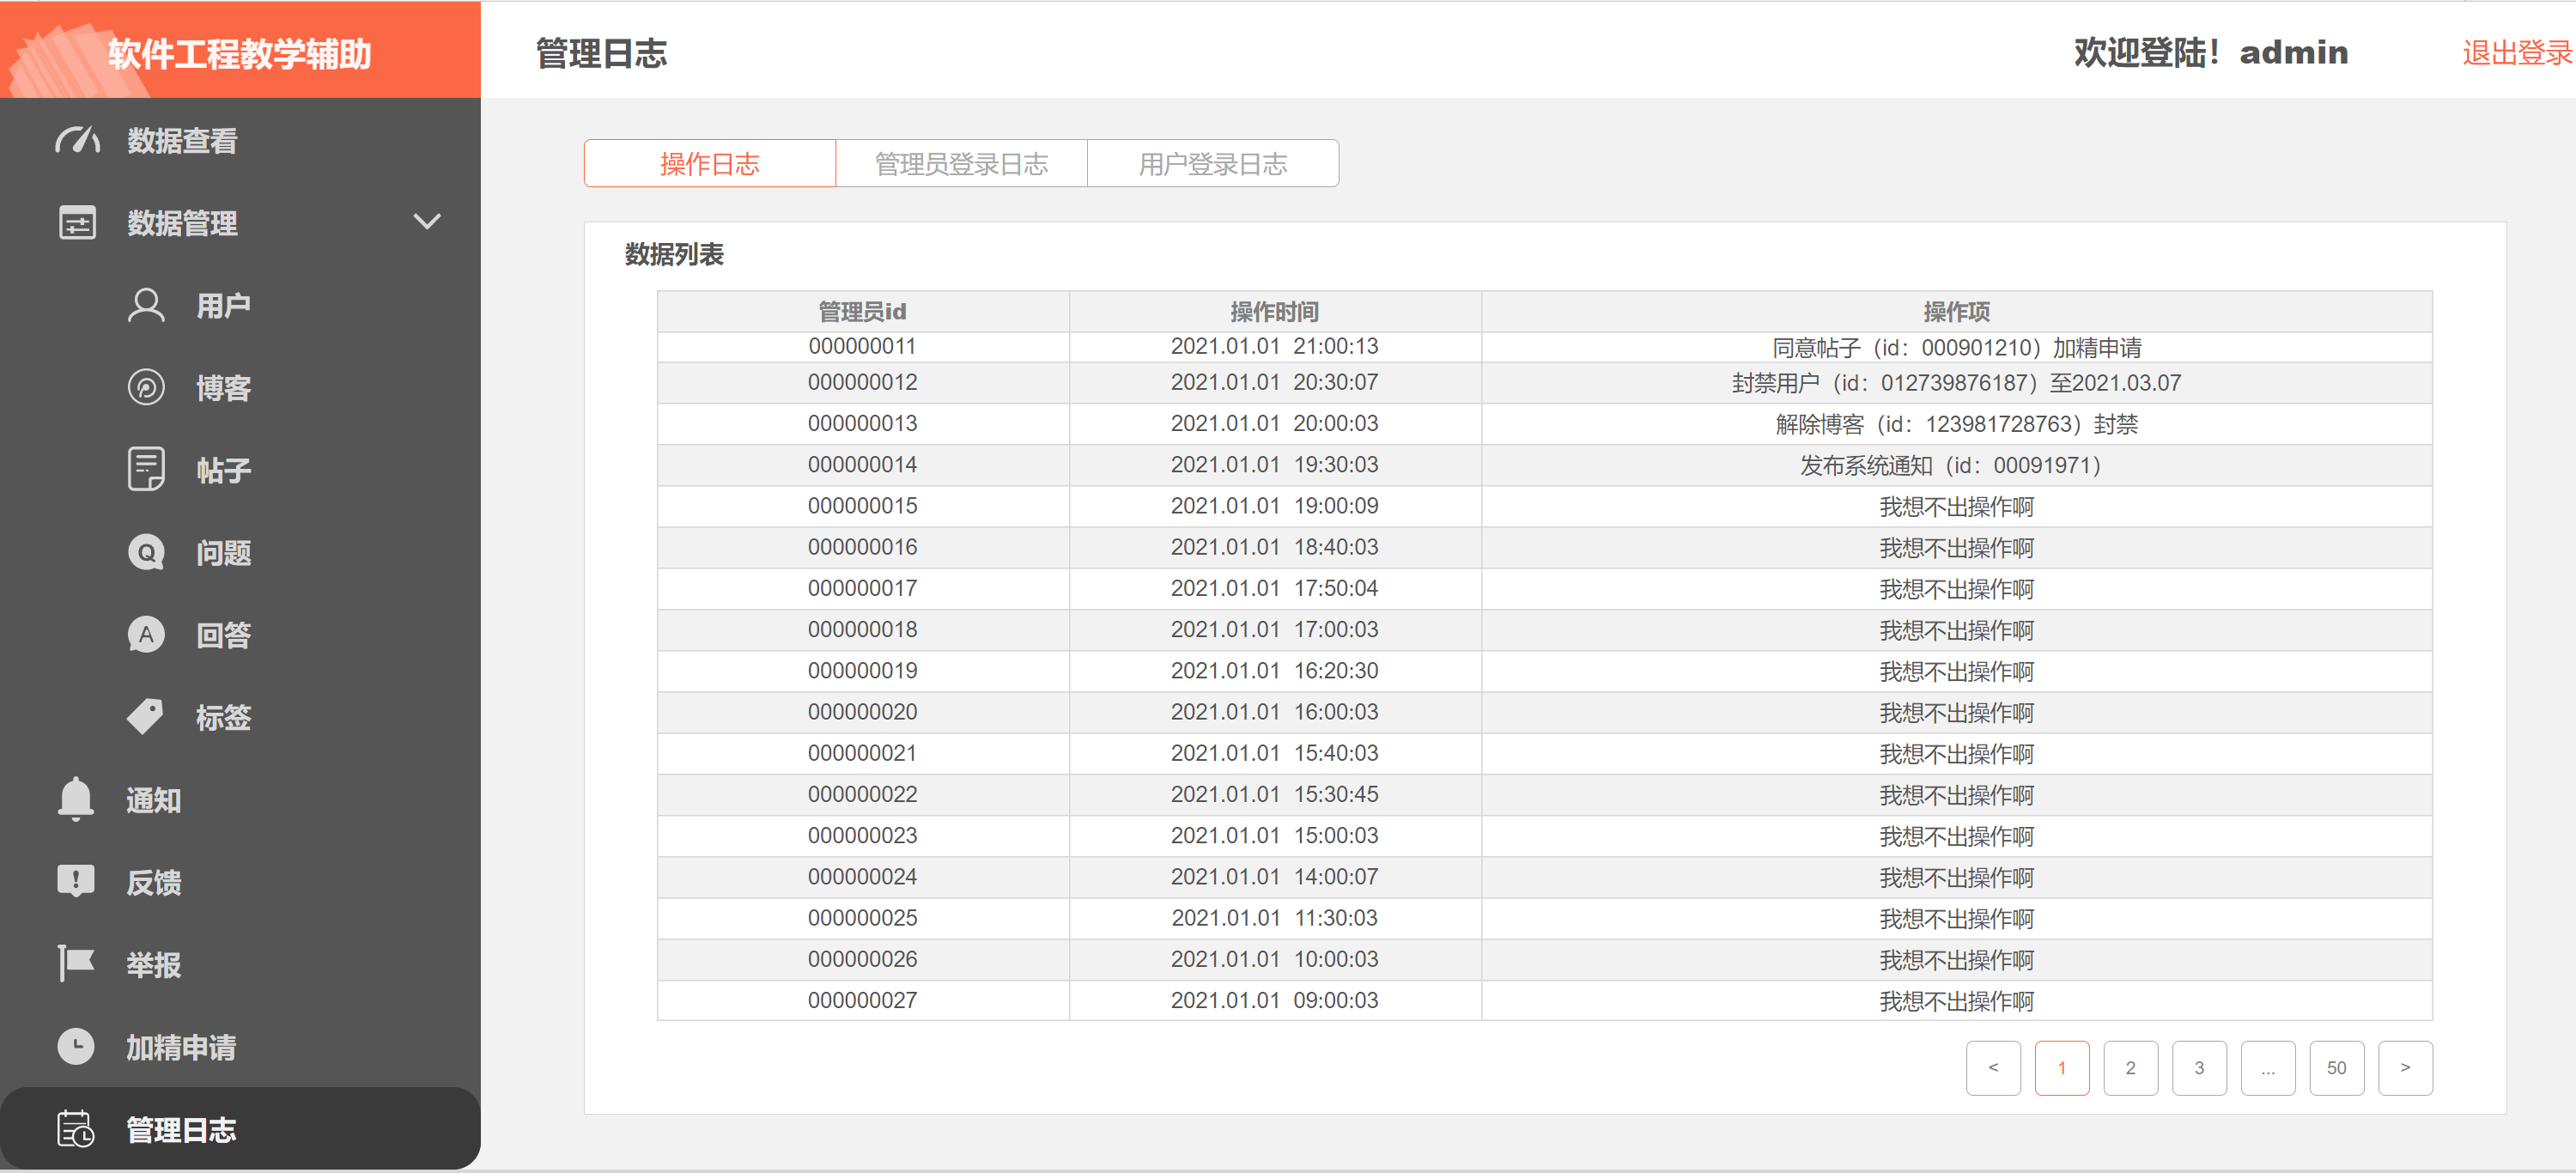 软件工程教学辅助
管理日志
欢迎登陆！admin
退出登录
数据查看
数据管理
用户
博客
帖子
Q 问题
A 回答
标签
通知
反馈
举报
加精申请
管理日志
操作日志 管理员登录日志 用户登录日志
数据列表
管理员id 操作时间 操作项
000000011 2021.01.01 21:00:13 同意帖子（id：000901210）加精申请
000000012 2021.01.01 20:30:07 封禁用户（id：012739876187）至2021.03.07
000000013 2021.01.01 20:00:03 解除博客（id：123981728763）封禁
000000014 2021.01.01 19:30:03 发布系统通知（id：00091971）
000000015 2021.01.01 19:00:09 我想不出操作啊
000000016 2021.01.01 18:40:03 我想不出操作啊
000000017 2021.01.01 17:50:04 我想不出操作啊
000000018 2021.01.01 17:00:03 我想不出操作啊
000000019 2021.01.01 16:20:30 我想不出操作啊
000000020 2021.01.01 16:00:03 我想不出操作啊
000000021 2021.01.01 15:40:03 我想不出操作啊
000000022 2021.01.01 15:30:45 我想不出操作啊
000000023 2021.01.01 15:00:03 我想不出操作啊
000000024 2021.01.01 14:00:07 我想不出操作啊
000000025 2021.01.01 11:30:03 我想不出操作啊
000000026 2021.01.01 10:00:03 我想不出操作啊
000000027 2021.01.01 09:00:03 我想不出操作啊
< 1 2 3 ... 50 >